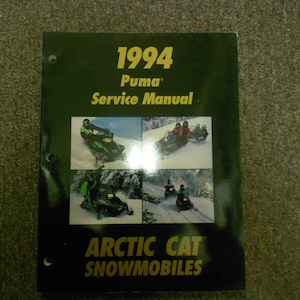 1994
Puma
Service Manual
ARCTIC CAT
SNOWMOBILES